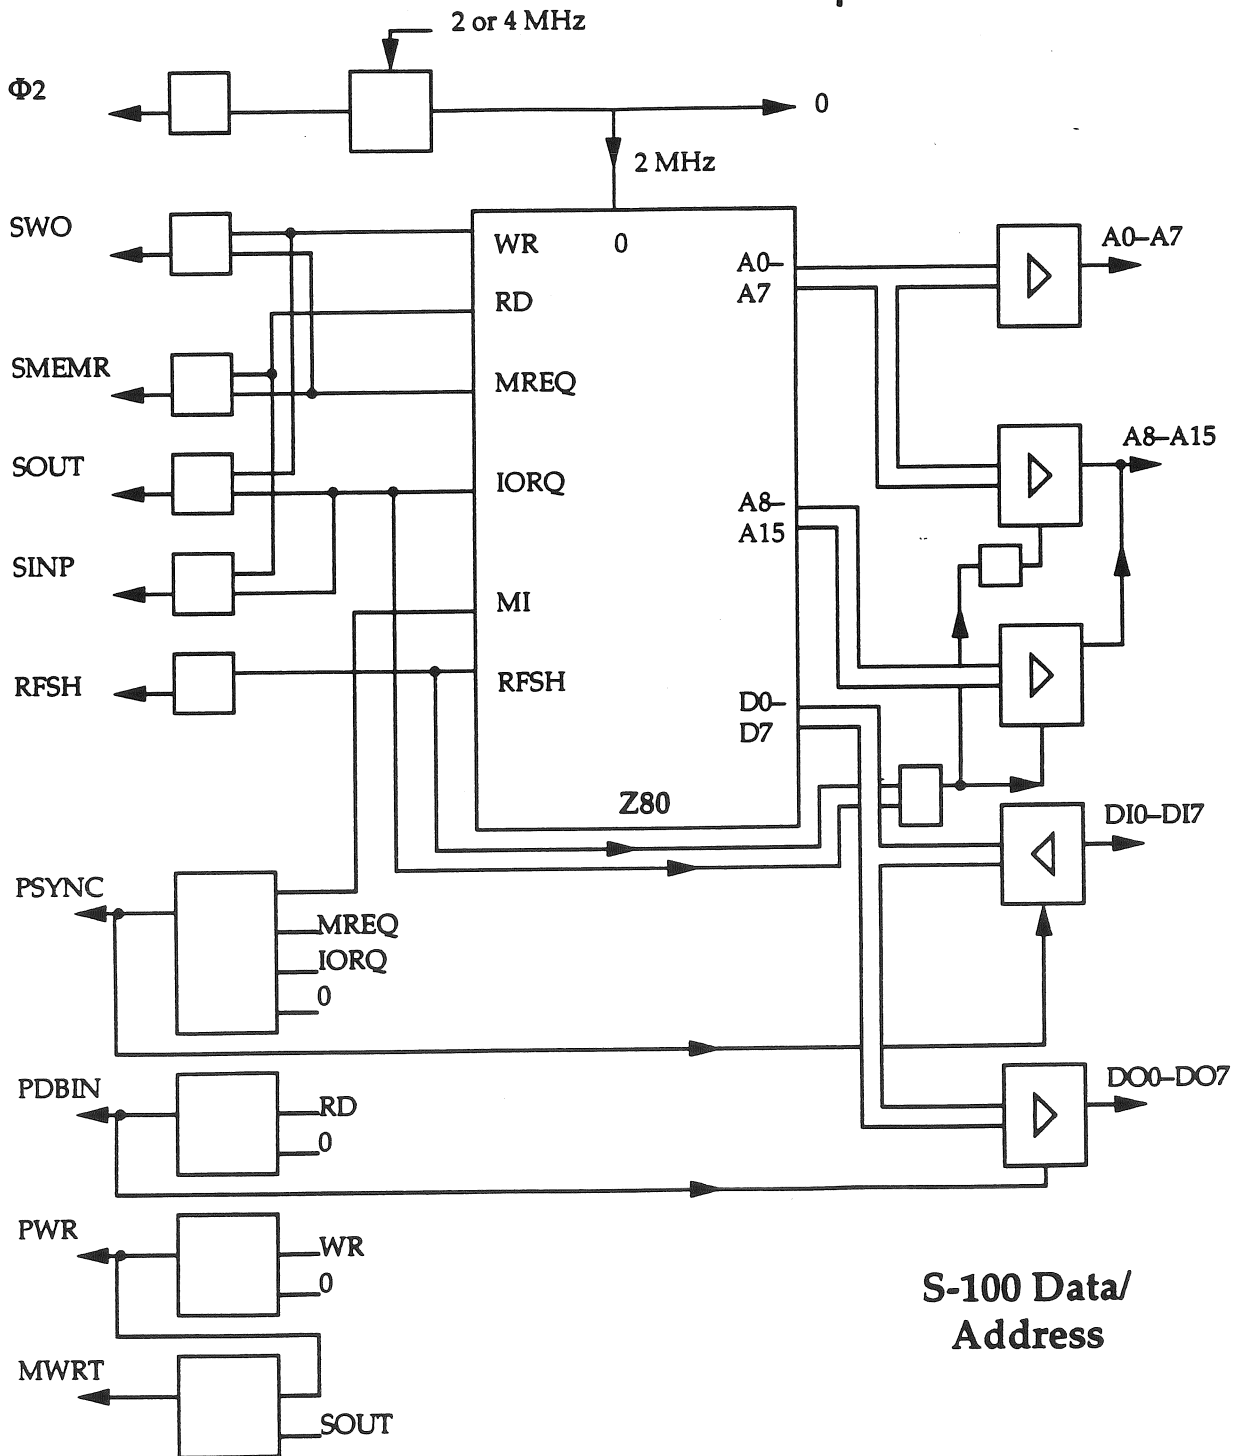 2 or 4 MHz
Φ2
0
2 MHz
SWO
WR
0
A0–
A7
A0–A7
RD
SMEMR
MREQ
A8–A15
SOUT
IORQ
A8–
A15
SINP
MI
RFSH
RFSH
D0–
D7
Z80
DI0–DI7
PSYNC
MREQ
IORQ
0
PDBIN
RD
0
DO0–DO7
PWR
WR
0
S-100 Data/
Address
MWRT
SOUT